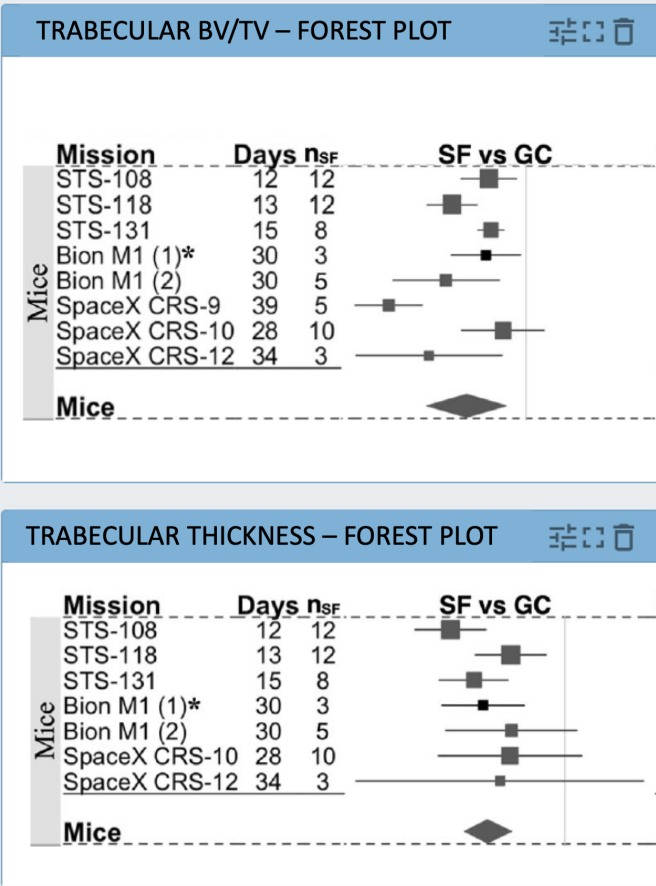 TRABECULAR BV/TV – FOREST PLOT
Mission Days nSF SF vs GC
STS-108 12 12
STS-118 13 12
STS-131 15 8
Bion M1 (1)* 30 3
Bion M1 (2) 30 5
SpaceX CRS-9 39 5
SpaceX CRS-10 28 10
SpaceX CRS-12 34 3
Mice
Mice
TRABECULAR THICKNESS – FOREST PLOT
Mission Days nSF SF vs GC
STS-108 12 12
STS-118 13 12
STS-131 15 8
Bion M1 (1)* 30 3
Bion M1 (2) 30 5
SpaceX CRS-10 28 10
SpaceX CRS-12 34 3
Mice
Mice